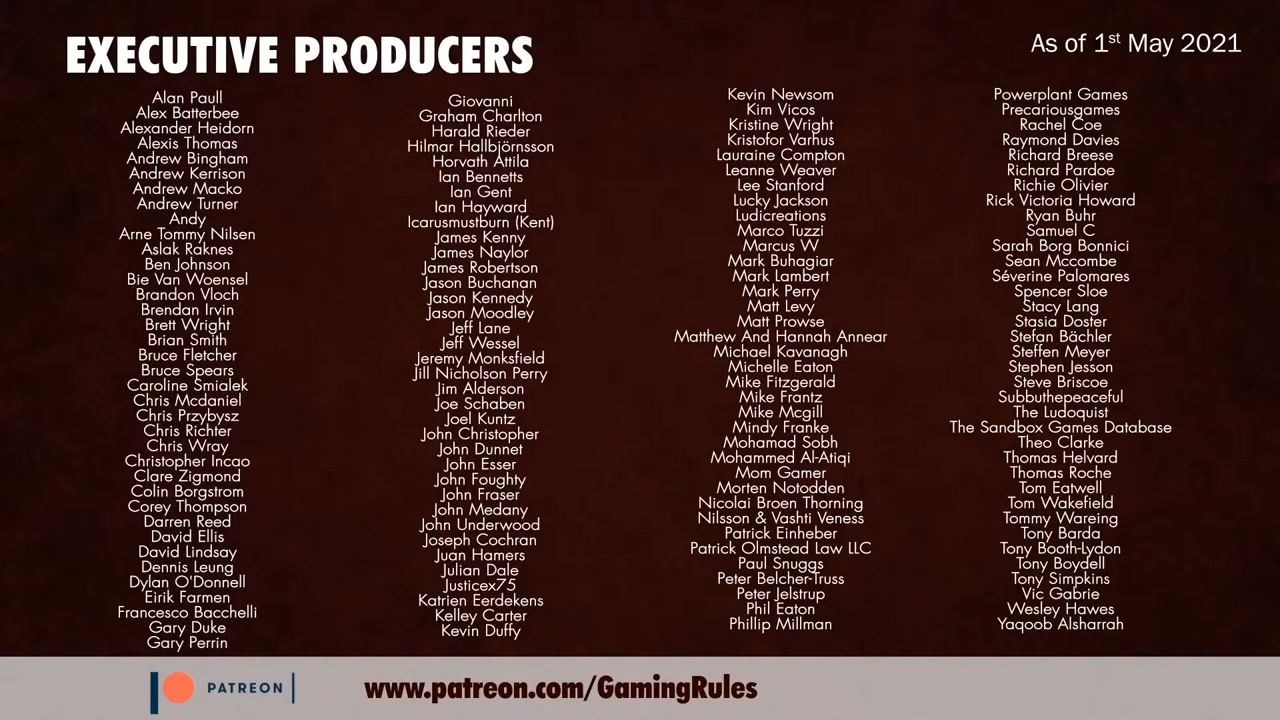 EXECUTIVE PRODUCERS
As of 1st May 2021
Alan Paull
Alex Batterbee
Alexander Heidorn
Alexis Thomas
Andrew Bingham
Andrew Kerrison
Andrew Macko
Andrew Turner
Andy
Arne Tommy Nilsen
Aslak Raknes
Ben Johnson
Bie Van Woensel
Brandon Vloch
Brendan Irvin
Brett Wright
Brian Smith
Bruce Fletcher
Bruce Spears
Caroline Smialek
Chris Mcdaniel
Chris Przybysz
Chris Richter
Chris Wray
Christopher Incao
Clare Zigmond
Colin Borgstrom
Corey Thompson
Darren Reed
David Ellis
David Lindsay
Dennis Leung
Dylan O'Donnell
Eirik Farmen
Francesco Bacchelli
Gary Duke
Gary Perrin
Giovanni
Graham Charlton
Harald Rieder
Hilmar Hallbjörnsson
Horvath Attila
Ian Bennetts
Ian Gent
Ian Hayward
Icarusmustburn (Kent)
James Kenny
James Naylor
James Robertson
Jason Buchanan
Jason Kennedy
Jason Moodley
Jeff Lane
Jeff Wessel
Jeremy Monksfield
Jill Nicholson Perry
Jim Alderson
Joe Schaben
Joel Kuntz
John Christopher
John Dunnet
John Esser
John Foughty
John Fraser
John Medany
John Underwood
Joseph Cochran
Juan Hamers
Julian Dale
Justicex75
Katrien Eerdekens
Kelley Carter
Kevin Duffy
Kevin Newsom
Kim Vicos
Kristine Wright
Kristofor Varhus
Lauraine Compton
Leanne Weaver
Lee Stanford
Lucky Jackson
Ludicreations
Marco Tuzzi
Marcus W
Mark Buhagiar
Mark Lambert
Mark Perry
Matt Levy
Matt Prowse
Matthew And Hannah Annear
Michael Kavanagh
Michelle Eaton
Mike Fitzgerald
Mike Frantz
Mike Mcgill
Mindy Franke
Mohamad Sobh
Mohammed Al-Atiqi
Mom Gamer
Morten Notodden
Nicolai Broen Thorning
Nilsson & Vashti Veness
Patrick Einheber
Patrick Olmstead Law LLC
Paul Snuggs
Peter Belcher-Truss
Peter Jelstrup
Phil Eaton
Phillip Millman
Powerplant Games
Precariousgames
Rachel Coe
Raymond Davies
Richard Breese
Richard Pardoe
Richie Olivier
Rick Victoria Howard
Ryan Buhr
Samuel C
Sarah Borg Bonnici
Sean Mccombe
Séverine Palomares
Spencer Sloe
Stacy Lang
Stasia Doster
Stefan Bächler
Steffen Meyer
Stephen Jesson
Steve Briscoe
Subbuthepeaceful
The Ludoquist
The Sandbox Games Database
Theo Clarke
Thomas Helvard
Thomas Roche
Tom Eatwell
Tom Wakefield
Tommy Wareing
Tony Barda
Tony Booth-Lydon
Tony Boydell
Tony Simpkins
Vic Gabrie
Wesley Hawes
Yaqoob Alsharrah
PATREON
www.patreon.com/GamingRules